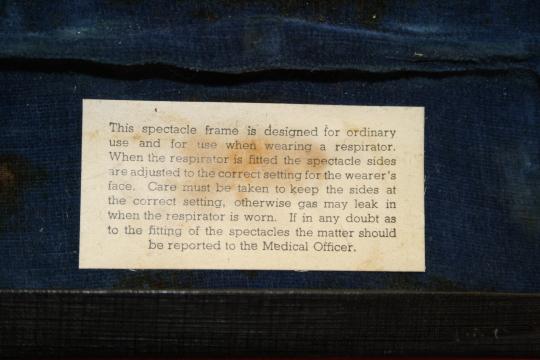 This spectacle frame is designed for ordinary
use and for use when wearing a respirator.
When the respirator is fitted the spectacle sides
are adjusted to the correct setting for the wearer's
face. Care must be taken to keep the sides at
the correct setting, otherwise gas may leak in
when the respirator is worn. If in any doubt as
to the fitting of the spectacles the matter should
be reported to the Medical Officer.